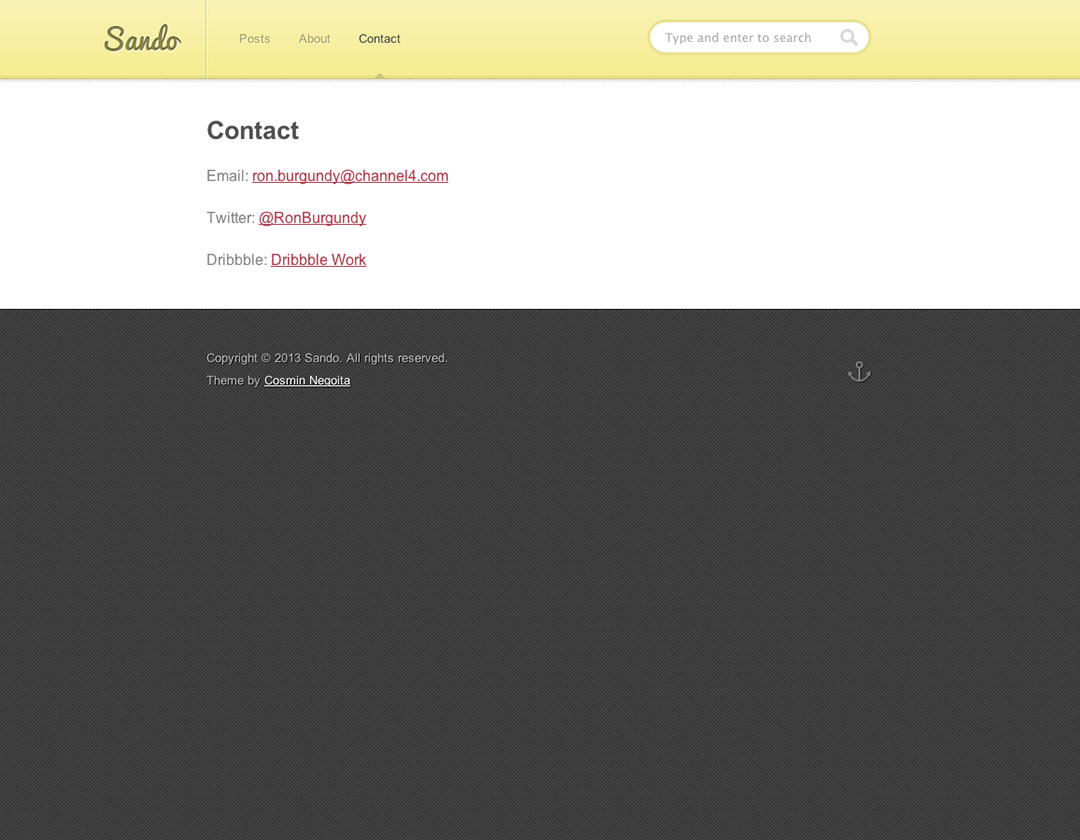 Sando
Posts
About
Contact
Type and enter to search
Contact
Email: ron.burgundy@channel4.com
Twitter: @RonBurgundy
Dribbble: Dribbble Work
Copyright © 2013 Sando. All rights reserved.
Theme by Cosmin Negoita